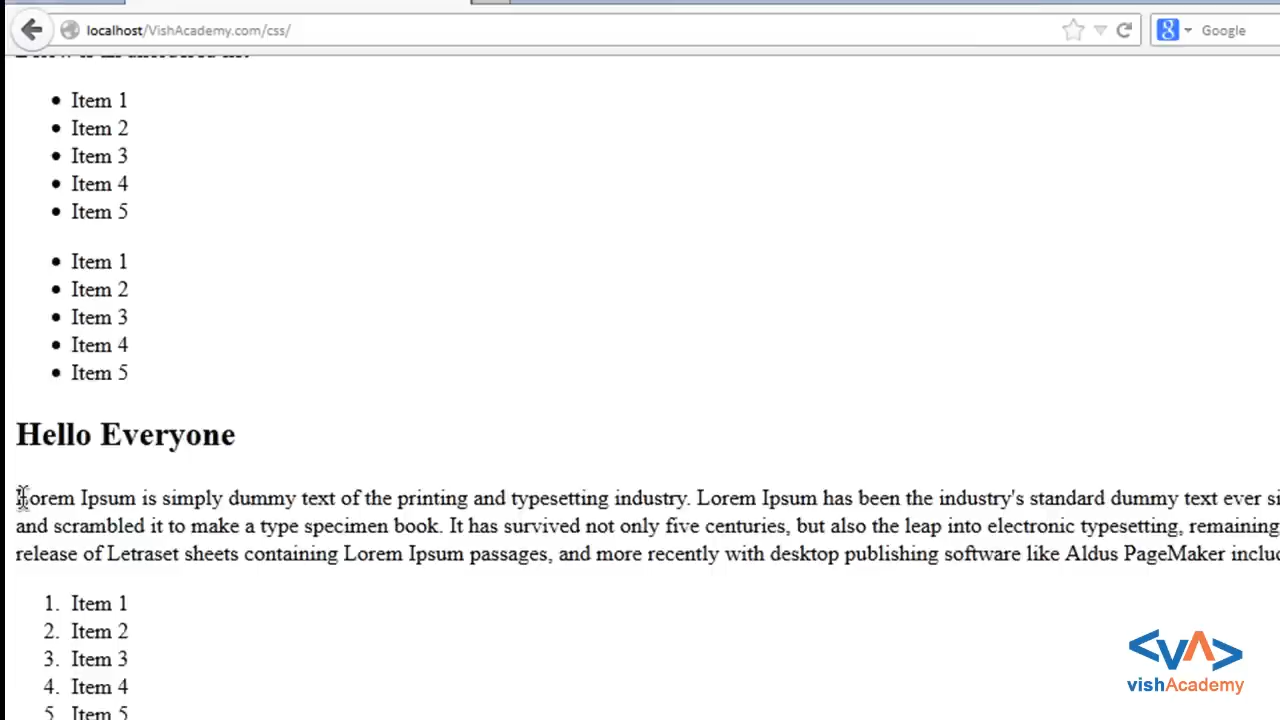 localhost/VishAcademy.com/css/
Google
Item 1
Item 2
Item 3
Item 4
Item 5
Item 1
Item 2
Item 3
Item 4
Item 5
Hello Everyone
Lorem Ipsum is simply dummy text of the printing and typesetting industry. Lorem Ipsum has been the industry's standard dummy text ever
and scrambled it to make a type specimen book. It has survived not only five centuries, but also the leap into electronic typesetting, remaining
release of Letraset sheets containing Lorem Ipsum passages, and more recently with desktop publishing software like Aldus PageMaker
1. Item 1
2. Item 2
3. Item 3
4. Item 4
5. Item 5
<VA>
vishAcademy